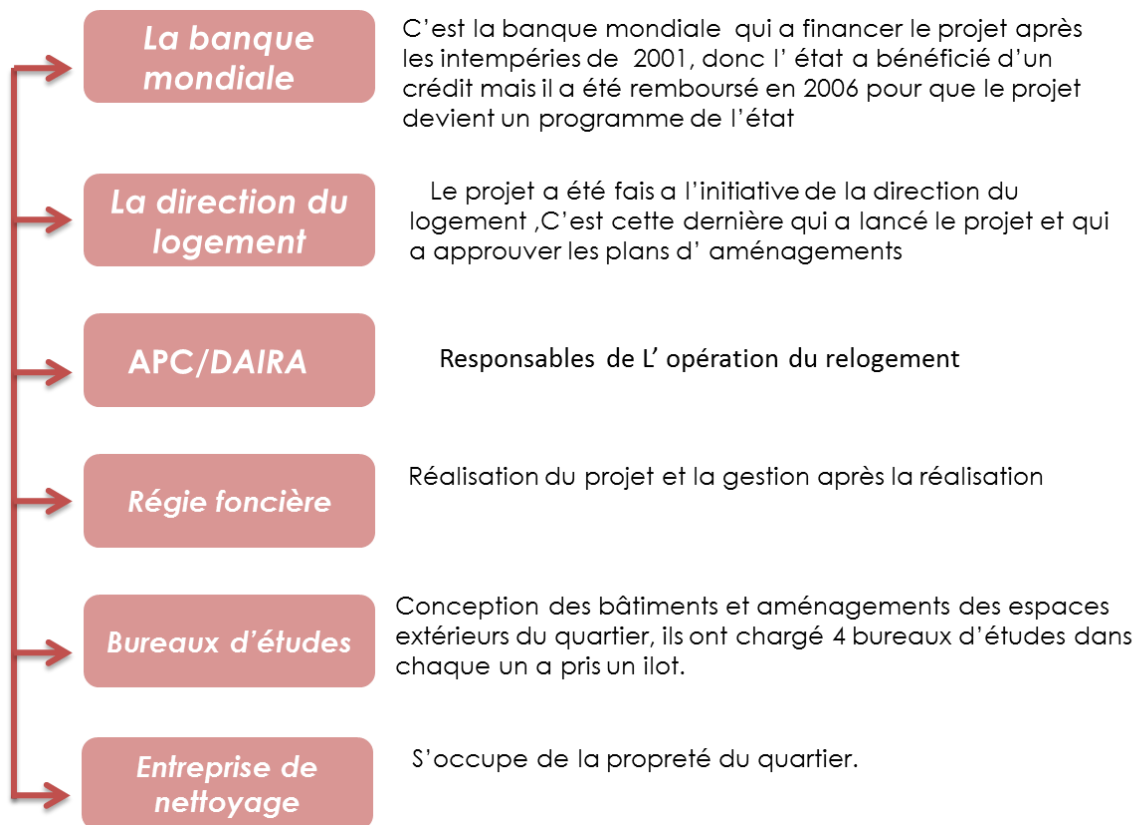 La banque
mondiale
C’est la banque mondiale qui a financer le projet après
les intempéries de 2001, donc l’ état a bénéficié d’un
crédit mais il a été remboursé en 2006 pour que le projet
devient un programme de l’état
La direction du
logement
Le projet a été fais a l’initiative de la direction du
logement ,C’est cette dernière qui a lancé le projet et qui
a approuver les plans d’ aménagements
APC/DAIRA
Responsables de L’ opération du relogement
Régie foncière
Réalisation du projet et la gestion après la réalisation
Bureaux d’études
Conception des bâtiments et aménagements des espaces
extérieurs du quartier, ils ont chargé 4 bureaux d’études dans
chaque un a pris un ilot.
Entreprise de
nettoyage
S’occupe de la propreté du quartier.